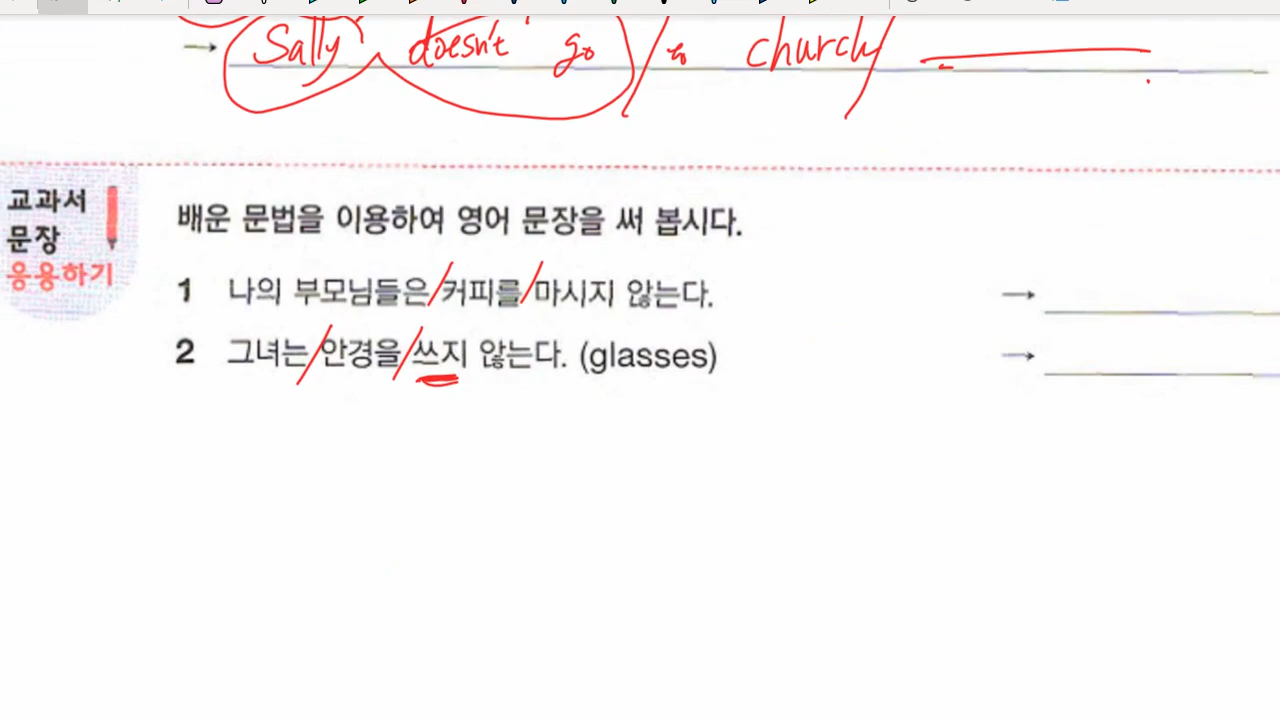 → Sally doesn't go / to church /
교과서
문장
응용하기
배운 문법을 이용하여 영어 문장을 써 봅시다.
1 나의 부모님들은/커피를/마시지 않는다. →
2 그녀는/안경을/쓰지 않는다. (glasses) →